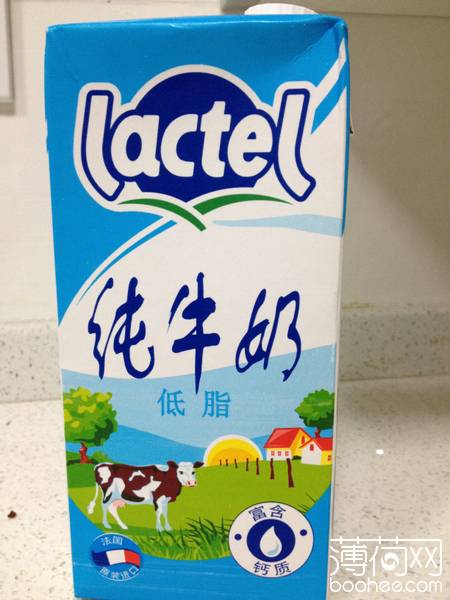 lactel
纯牛奶
低脂
法国
原装进口
富含
钙质
薄荷网
boohee.com